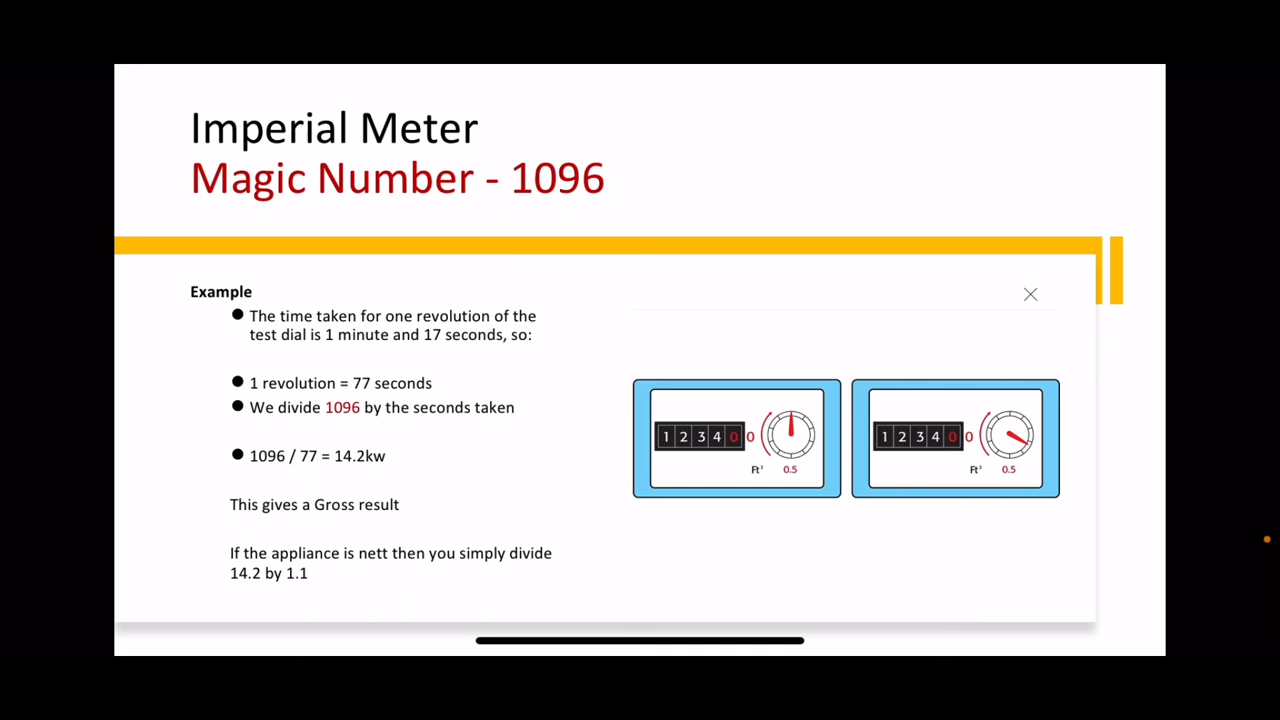 Imperial Meter
Magic Number - 1096
Example
● The time taken for one revolution of the
test dial is 1 minute and 17 seconds, so:
● 1 revolution = 77 seconds
● We divide 1096 by the seconds taken
● 1096 / 77 = 14.2kw
This gives a Gross result
If the appliance is nett then you simply divide
14.2 by 1.1
1 2 3 4 0 0
Ft³ 0.5
1 2 3 4 0 0
Ft³ 0.5